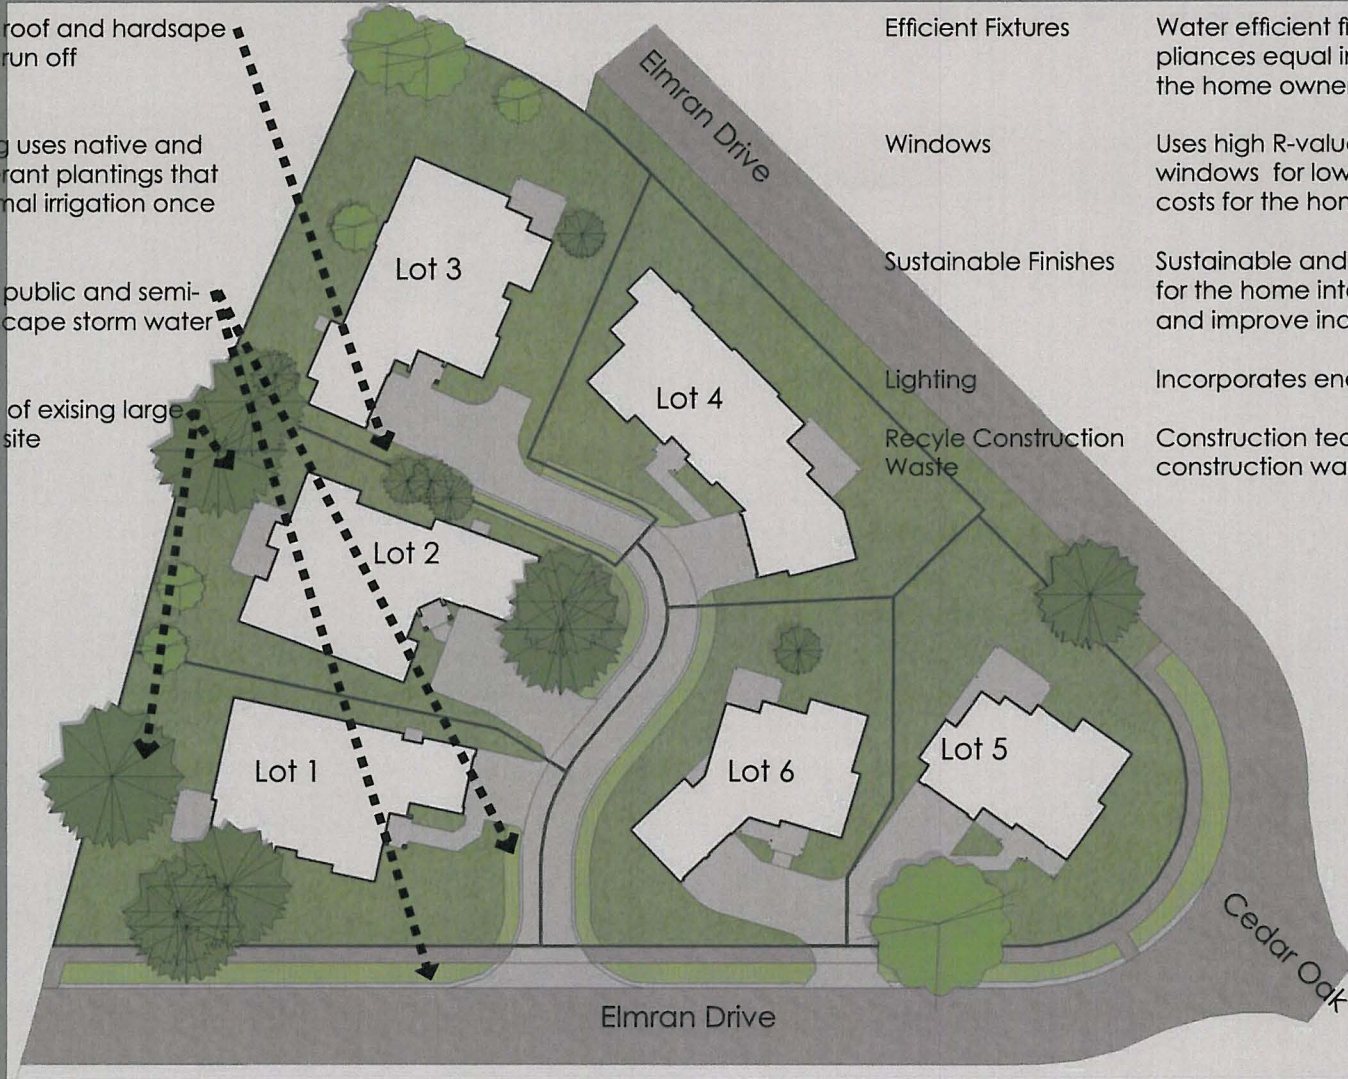 roof and hardsape
run off
g uses native and
rant plantings that
mal irrigation once
public and semi-
cape storm water
of exising large
site
Elmran Drive
Lot 3
Lot 4
Lot 2
Lot 1
Lot 6
Lot 5
Elmran Drive
Cedar Oak
Efficient Fixtures
Water efficient fi
pliances equal i
the home owne
Windows
Uses high R-valu
windows for low
costs for the ho
Sustainable Finishes
Sustainable and
for the home int
and improve in
Lighting
Incorporates en
Recyle Construction
Waste
Construction te
construction wa